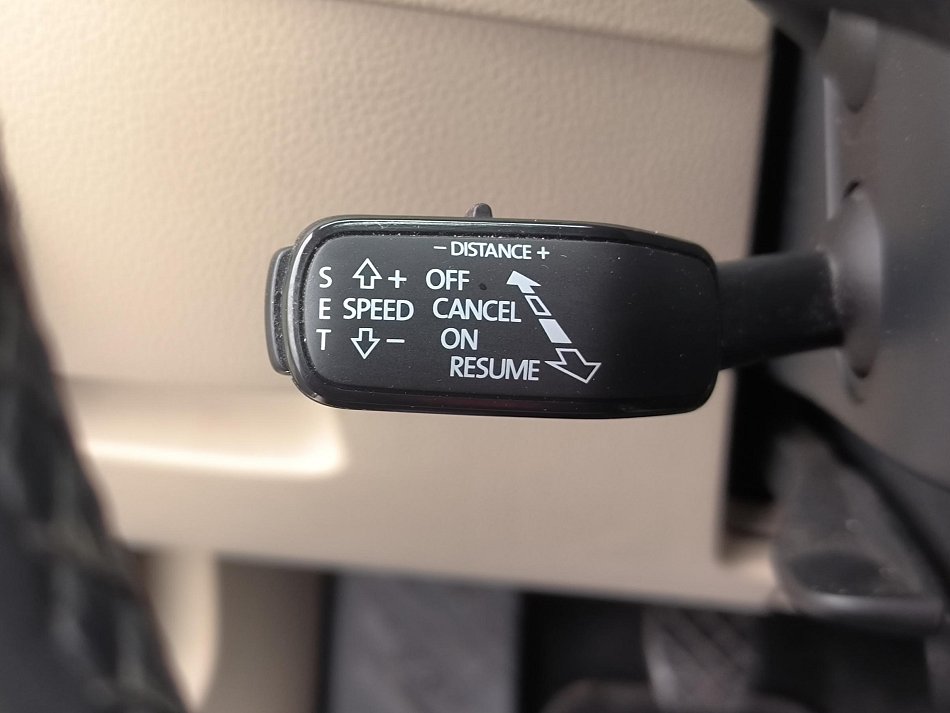 – DISTANCE +
S + OFF
E SPEED CANCEL
T – ON
RESUME